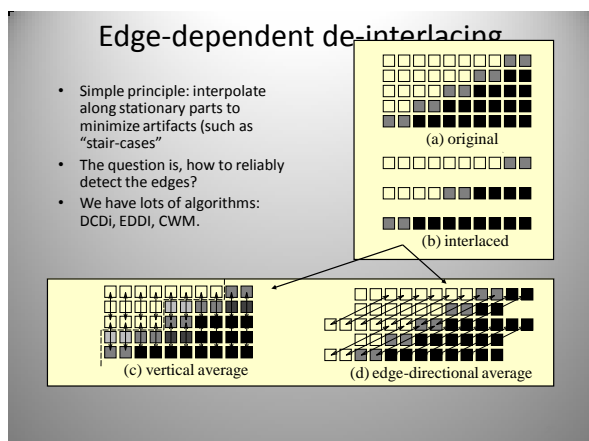 Edge-dependent de-interlacing
• Simple principle: interpolate
along stationary parts to
minimize artifacts (such as
"stair-cases"
• The question is, how to reliably
detect the edges?
• We have lots of algorithms:
DCDi, EDDI, CWM.
(a) original
(b) interlaced
(c) vertical average
(d) edge-directional average